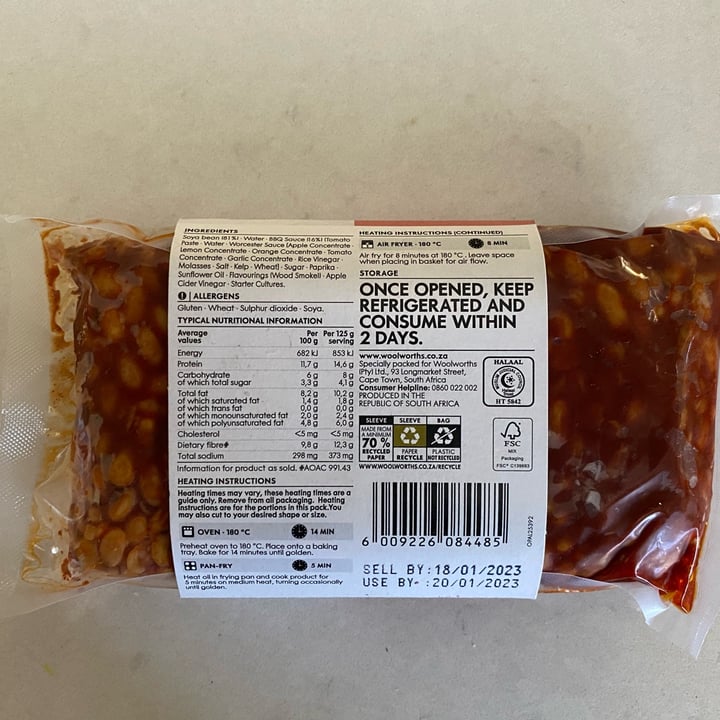 INGREDIENTS
Soya bean (81%) · Water · BBQ Sauce (16%) [Tomato
Paste · Water · Worcester Sauce (Apple Concentrate ·
Lemon Concentrate · Orange Concentrate · Tomato
Concentrate · Garlic Concentrate · Rice Vinegar ·
Molasses · Salt · Kelp · Wheat) · Sugar · Paprika ·
Sunflower Oil · Flavourings (Wood Smoke)] · Apple
Cider Vinegar · Starter Cultures.
! | ALLERGENS
Gluten · Wheat · Sulphur dioxide · Soya.
TYPICAL NUTRITIONAL INFORMATION
Average values Per 100 g Per 125 g serving
Energy 682 kJ 853 kJ
Protein 11,7 g 14,6 g
Carbohydrate 6 g 8 g
of which total sugar 3,3 g 4,1 g
Total fat 8,2 g 10,2 g
of which saturated fat 1,4 g 1,8 g
of which trans fat 0,0 g 0,0 g
of which monounsaturated fat 2,0 g 2,4 g
of which polyunsaturated fat 4,8 g 6,0 g
Cholesterol <5 mg <5 mg
Dietary fibre# 9,8 g 12,3 g
Total sodium 298 mg 373 mg
Information for product as sold. #AOAC 991.43
HEATING INSTRUCTIONS
Heating times may vary, these heating times are a
guide only. Remove from all packaging. Heating
instructions are for the portions in this pack.You
may also cut to your desired shape or size.
OVEN · 180 °C 14 MIN
Preheat oven to 180 °C. Place onto a baking
tray. Bake for 14 minutes until golden.
PAN-FRY 5 MIN
Heat oil in frying pan and cook product for
5 minutes on medium heat, turning occasionally
until golden.
HEATING INSTRUCTIONS (CONTINUED)
AIR FRYER · 180 °C 8 MIN
Air fry for 8 minutes at 180 °C. Leave space
when placing in basket for air flow.
STORAGE
ONCE OPENED, KEEP
REFRIGERATED AND
CONSUME WITHIN
2 DAYS.
www.woolworths.co.za
Specially packed for Woolworths
(Pty) Ltd., 93 Longmarket Street,
Cape Town, South Africa
Consumer Helpline: 0860 022 002
PRODUCED IN THE
REPUBLIC OF SOUTH AFRICA
HALAAL
HT 5842
SLEEVE SLEEVE BAG
MADE FROM
A MINIMUM
70 %
RECYCLED
PAPER
PAPER
RECYCLE
PLASTIC
NOT RECYCLED
WWW.WOOLWORTHS.CO.ZA/RECYCLE
FSC
MIX
Packaging
FSC® C139893
6 009226 084485
SELL BY:18/01/2023
USE BY- :20/01/2023